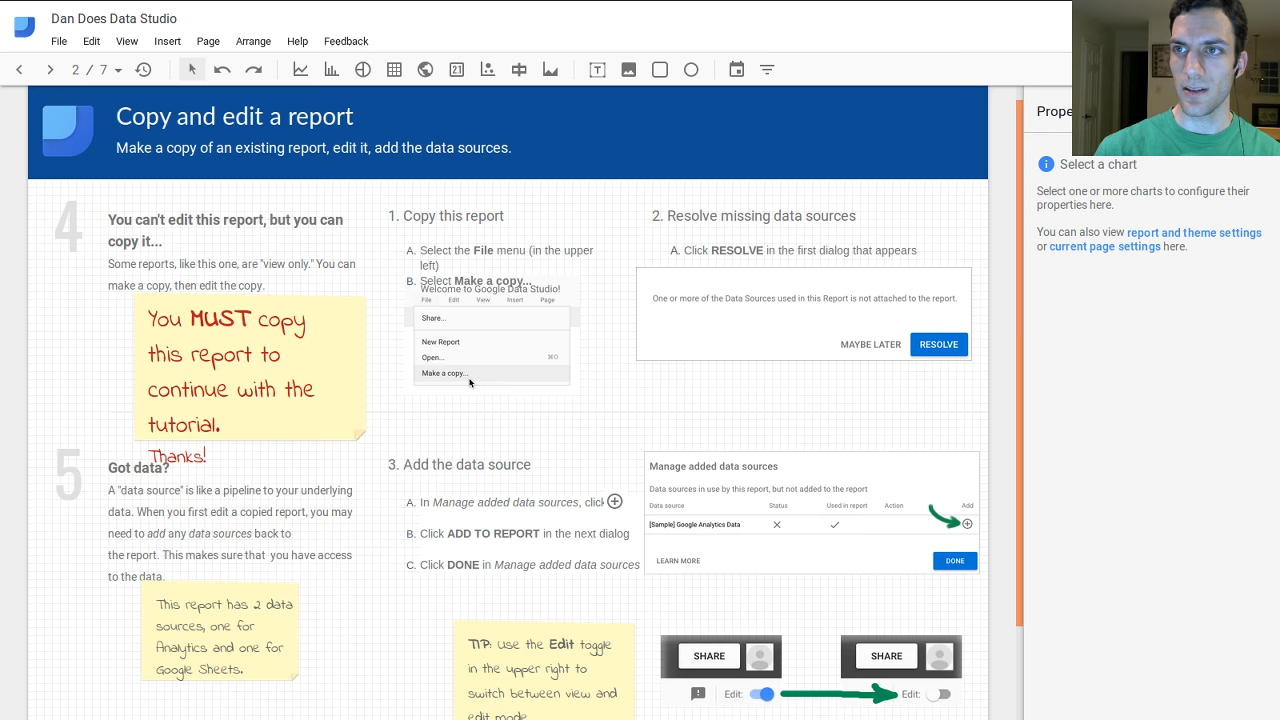 Dan Does Data Studio
File Edit View Insert Page Arrange Help Feedback
2 / 7
Copy and edit a report
Make a copy of an existing report, edit it, add the data sources.
Prope
Select a chart
Select one or more charts to configure their
properties here.
You can also view report and theme settings
or current page settings here.
4
You can't edit this report, but you can
copy it...
Some reports, like this one, are "view only." You can
make a copy, then edit the copy.
You MUST copy
this report to
continue with the
tutorial.
Thanks!
1. Copy this report
A. Select the File menu (in the upper
left)
B. Select Make a copy...
Welcome to Google Data Studio!
File Edit View Insert Page
Share...
New Report
Open... ⌘O
Make a copy...
2. Resolve missing data sources
A. Click RESOLVE in the first dialog that appears
One or more of the Data Sources used in this Report is not attached to the report.
MAYBE LATER RESOLVE
5
Got data?
A "data source" is like a pipeline to your underlying
data. When you first edit a copied report, you may
need to add any data sources back to
the report. This makes sure that you have access
to the data.
This report has 2 data
sources, one for
Analytics and one for
Google Sheets.
3. Add the data source
A. In Manage added data sources, click
B. Click ADD TO REPORT in the next dialog
C. Click DONE in Manage added data sources
Manage added data sources
Data sources in use by this report, but not added to the report
Data source Status Used in report Action Add
[Sample] Google Analytics Data
LEARN MORE DONE
TIP: Use the Edit toggle
in the upper right to
switch between view and
edit mode
SHARE SHARE
Edit: Edit: